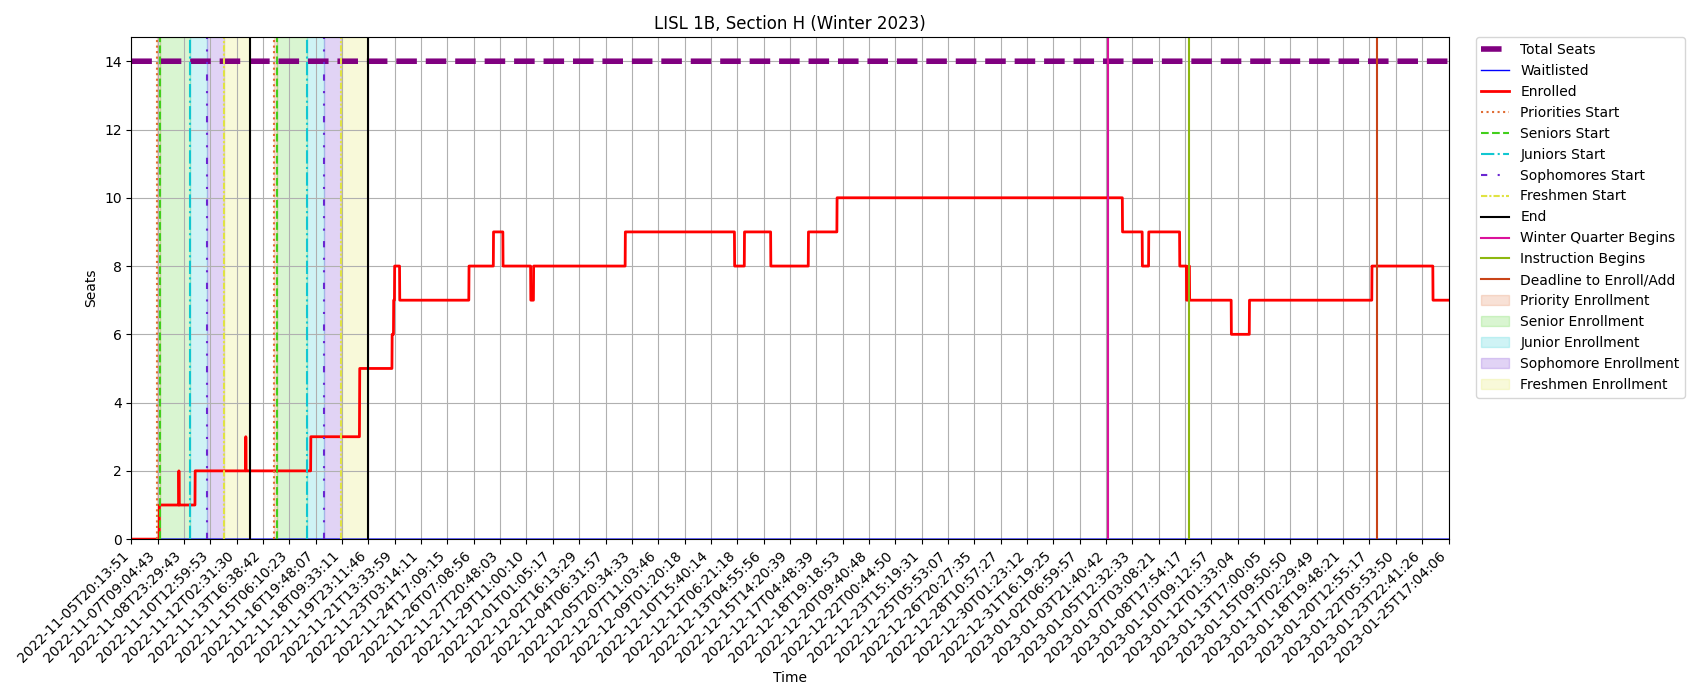 LISL 1B, Section H (Winter 2023)
Seats
14
12
10
8
6
4
2
0
2022-11-05T20:13:51
2022-11-07T09:04:43
2022-11-08T23:29:43
2022-11-10T12:59:53
2022-11-12T02:31:30
2022-11-13T16:38:42
2022-11-15T06:10:23
2022-11-16T19:48:07
2022-11-18T09:33:11
2022-11-19T23:11:46
2022-11-21T13:33:59
2022-11-23T03:14:11
2022-11-24T17:09:15
2022-11-26T07:08:56
2022-11-27T20:48:03
2022-11-29T11:00:10
2022-12-01T01:05:17
2022-12-02T16:13:29
2022-12-04T06:31:57
2022-12-05T20:34:33
2022-12-07T11:03:46
2022-12-09T01:20:18
2022-12-10T15:40:14
2022-12-12T06:21:18
2022-12-13T04:55:56
2022-12-15T14:20:39
2022-12-17T04:48:39
2022-12-18T19:18:53
2022-12-20T09:40:48
2022-12-22T00:44:50
2022-12-23T15:19:31
2022-12-25T05:53:07
2022-12-26T20:27:35
2022-12-28T10:57:27
2022-12-30T01:23:12
2022-12-31T16:19:25
2023-01-02T06:59:57
2023-01-03T21:40:42
2023-01-05T12:32:33
2023-01-07T03:08:21
2023-01-08T17:54:17
2023-01-10T09:12:57
2023-01-12T01:33:04
2023-01-13T17:00:05
2023-01-15T09:50:50
2023-01-17T02:29:49
2023-01-18T19:48:21
2023-01-20T12:55:17
2023-01-22T05:53:50
2023-01-23T22:41:26
2023-01-25T17:04:06
Time
Total Seats
Waitlisted
Enrolled
Priorities Start
Seniors Start
Juniors Start
Sophomores Start
Freshmen Start
End
Winter Quarter Begins
Instruction Begins
Deadline to Enroll/Add
Priority Enrollment
Senior Enrollment
Junior Enrollment
Sophomore Enrollment
Freshmen Enrollment